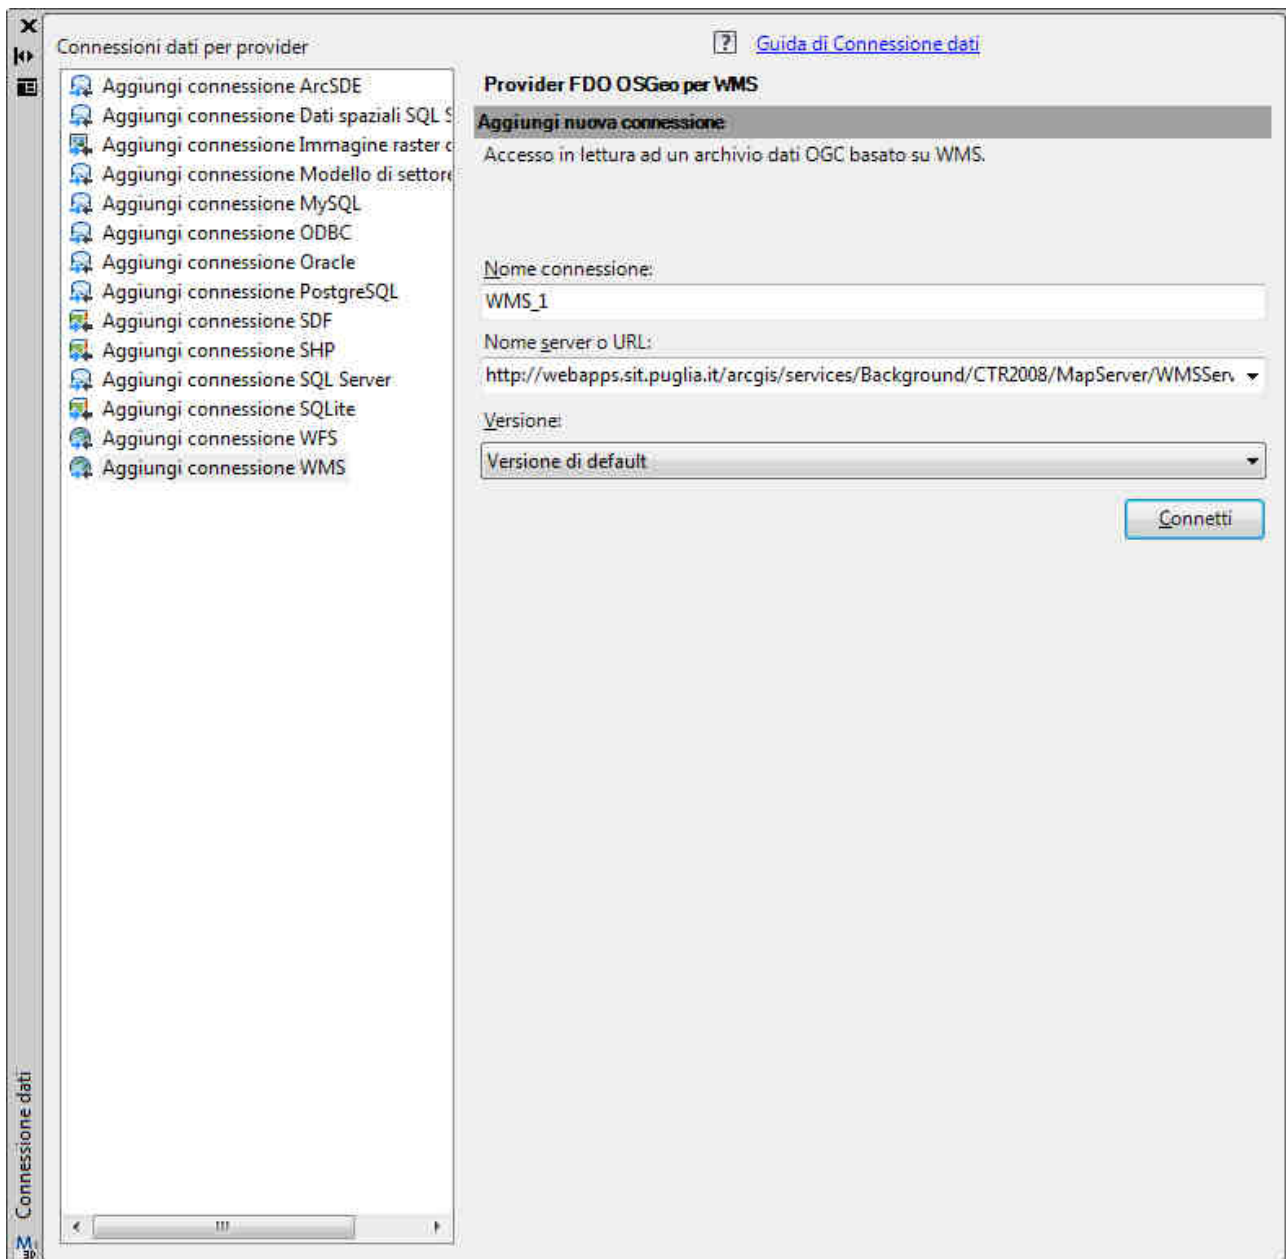 Connessioni dati per provider
Aggiungi connessione ArcSDE
Aggiungi connessione Dati spaziali SQL S
Aggiungi connessione Immagine raster c
Aggiungi connessione Modello di settore
Aggiungi connessione MySQL
Aggiungi connessione ODBC
Aggiungi connessione Oracle
Aggiungi connessione PostgreSQL
Aggiungi connessione SDF
Aggiungi connessione SHP
Aggiungi connessione SQL Server
Aggiungi connessione SQLite
Aggiungi connessione WFS
Aggiungi connessione WMS
? Guida di Connessione dati
Provider FDO OSGeo per WMS
Aggiungi nuova connessione
Accesso in lettura ad un archivio dati OGC basato su WMS.
Nome connessione:
WMS_1
Nome server o URL:
http://webapps.sit.puglia.it/arcgis/services/Background/CTR2008/MapServer/WMSSer
Versione:
Versione di default
Connetti
Connessione dati
M
3D